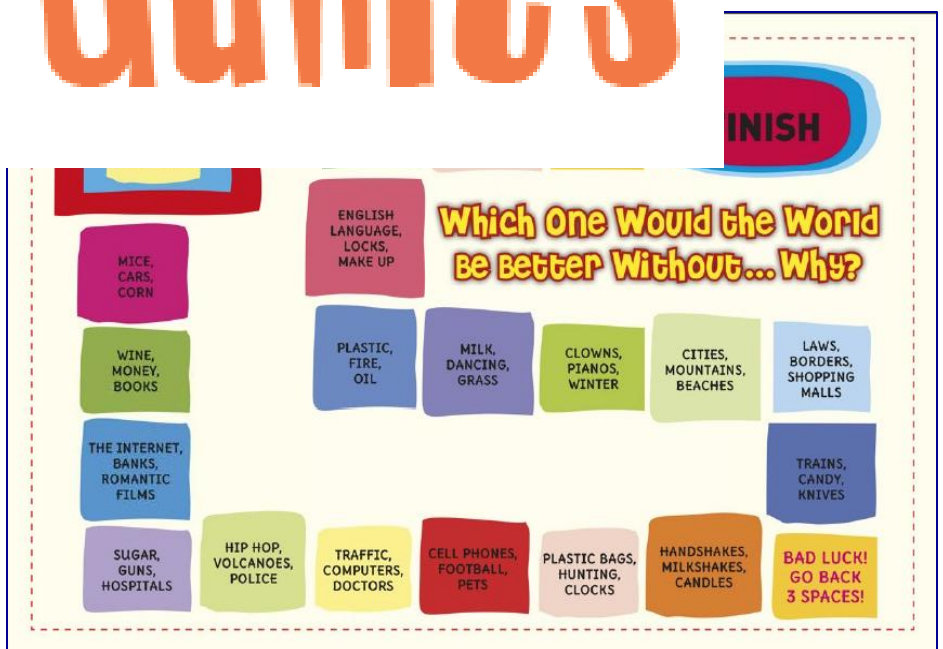 Games
INISH
Which One Would the World
Be Better Without... Why?
MICE,
CARS,
CORN
WINE,
MONEY,
BOOKS
THE INTERNET,
BANKS,
ROMANTIC
FILMS
SUGAR,
GUNS,
HOSPITALS
HIP HOP,
VOLCANOES,
POLICE
TRAFFIC,
COMPUTERS,
DOCTORS
CELL PHONES,
FOOTBALL,
PETS
PLASTIC BAGS,
HUNTING,
CLOCKS
HANDSHAKES,
MILKSHAKES,
CANDLES
BAD LUCK!
GO BACK
3 SPACES!
TRAINS,
CANDY,
KNIVES
LAWS,
BORDERS,
SHOPPING
MALLS
CITIES,
MOUNTAINS,
BEACHES
CLOWNS,
PIANOS,
WINTER
MILK,
DANCING,
GRASS
PLASTIC,
FIRE,
OIL
ENGLISH
LANGUAGE,
LOCKS,
MAKE UP